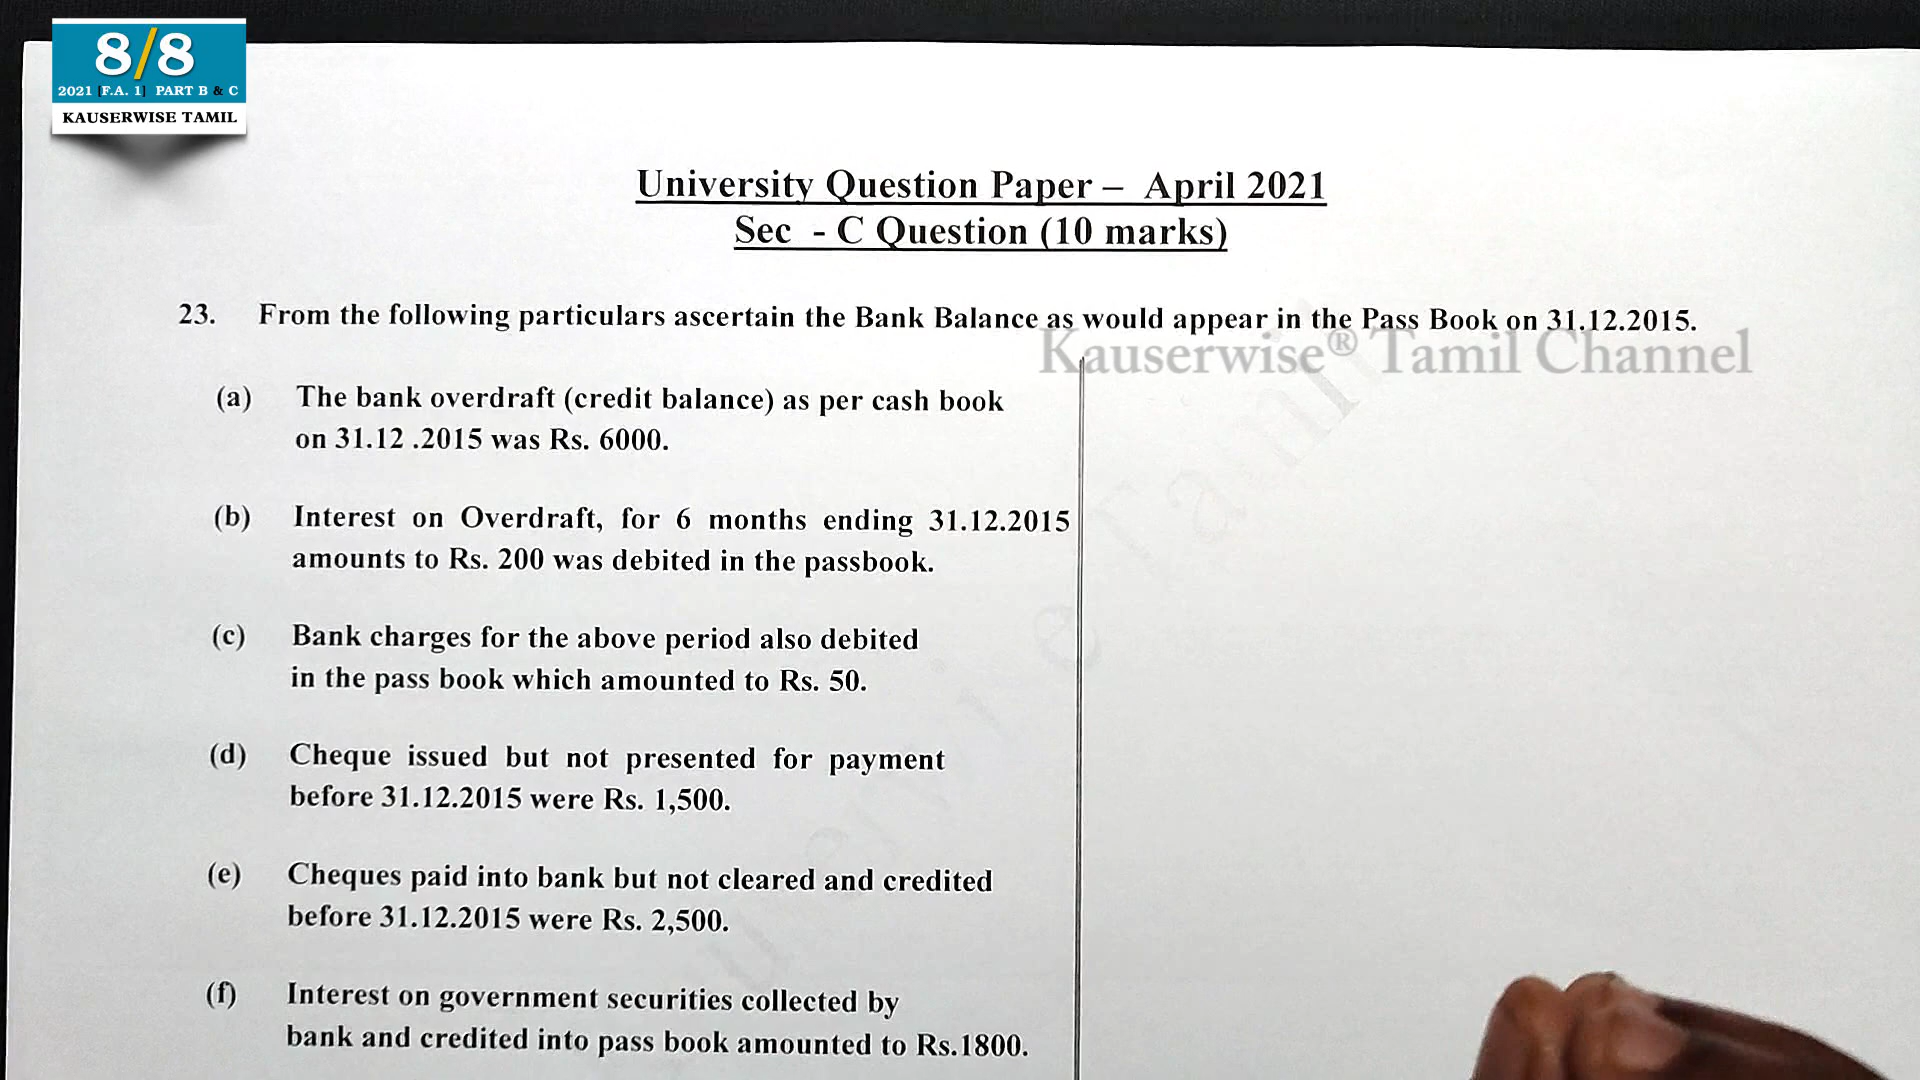 8/8
2021 [F.A. 1] PART B & C
KAUSERWISE TAMIL
University Question Paper – April 2021
Sec - C Question (10 marks)
23. From the following particulars ascertain the Bank Balance as would appear in the Pass Book on 31.12.2015.
Kauserwise® Tamil Channel
(a) The bank overdraft (credit balance) as per cash book
on 31.12 .2015 was Rs. 6000.
(b) Interest on Overdraft, for 6 months ending 31.12.2015
amounts to Rs. 200 was debited in the passbook.
(c) Bank charges for the above period also debited
in the pass book which amounted to Rs. 50.
(d) Cheque issued but not presented for payment
before 31.12.2015 were Rs. 1,500.
(e) Cheques paid into bank but not cleared and credited
before 31.12.2015 were Rs. 2,500.
(f) Interest on government securities collected by
bank and credited into pass book amounted to Rs.1800.